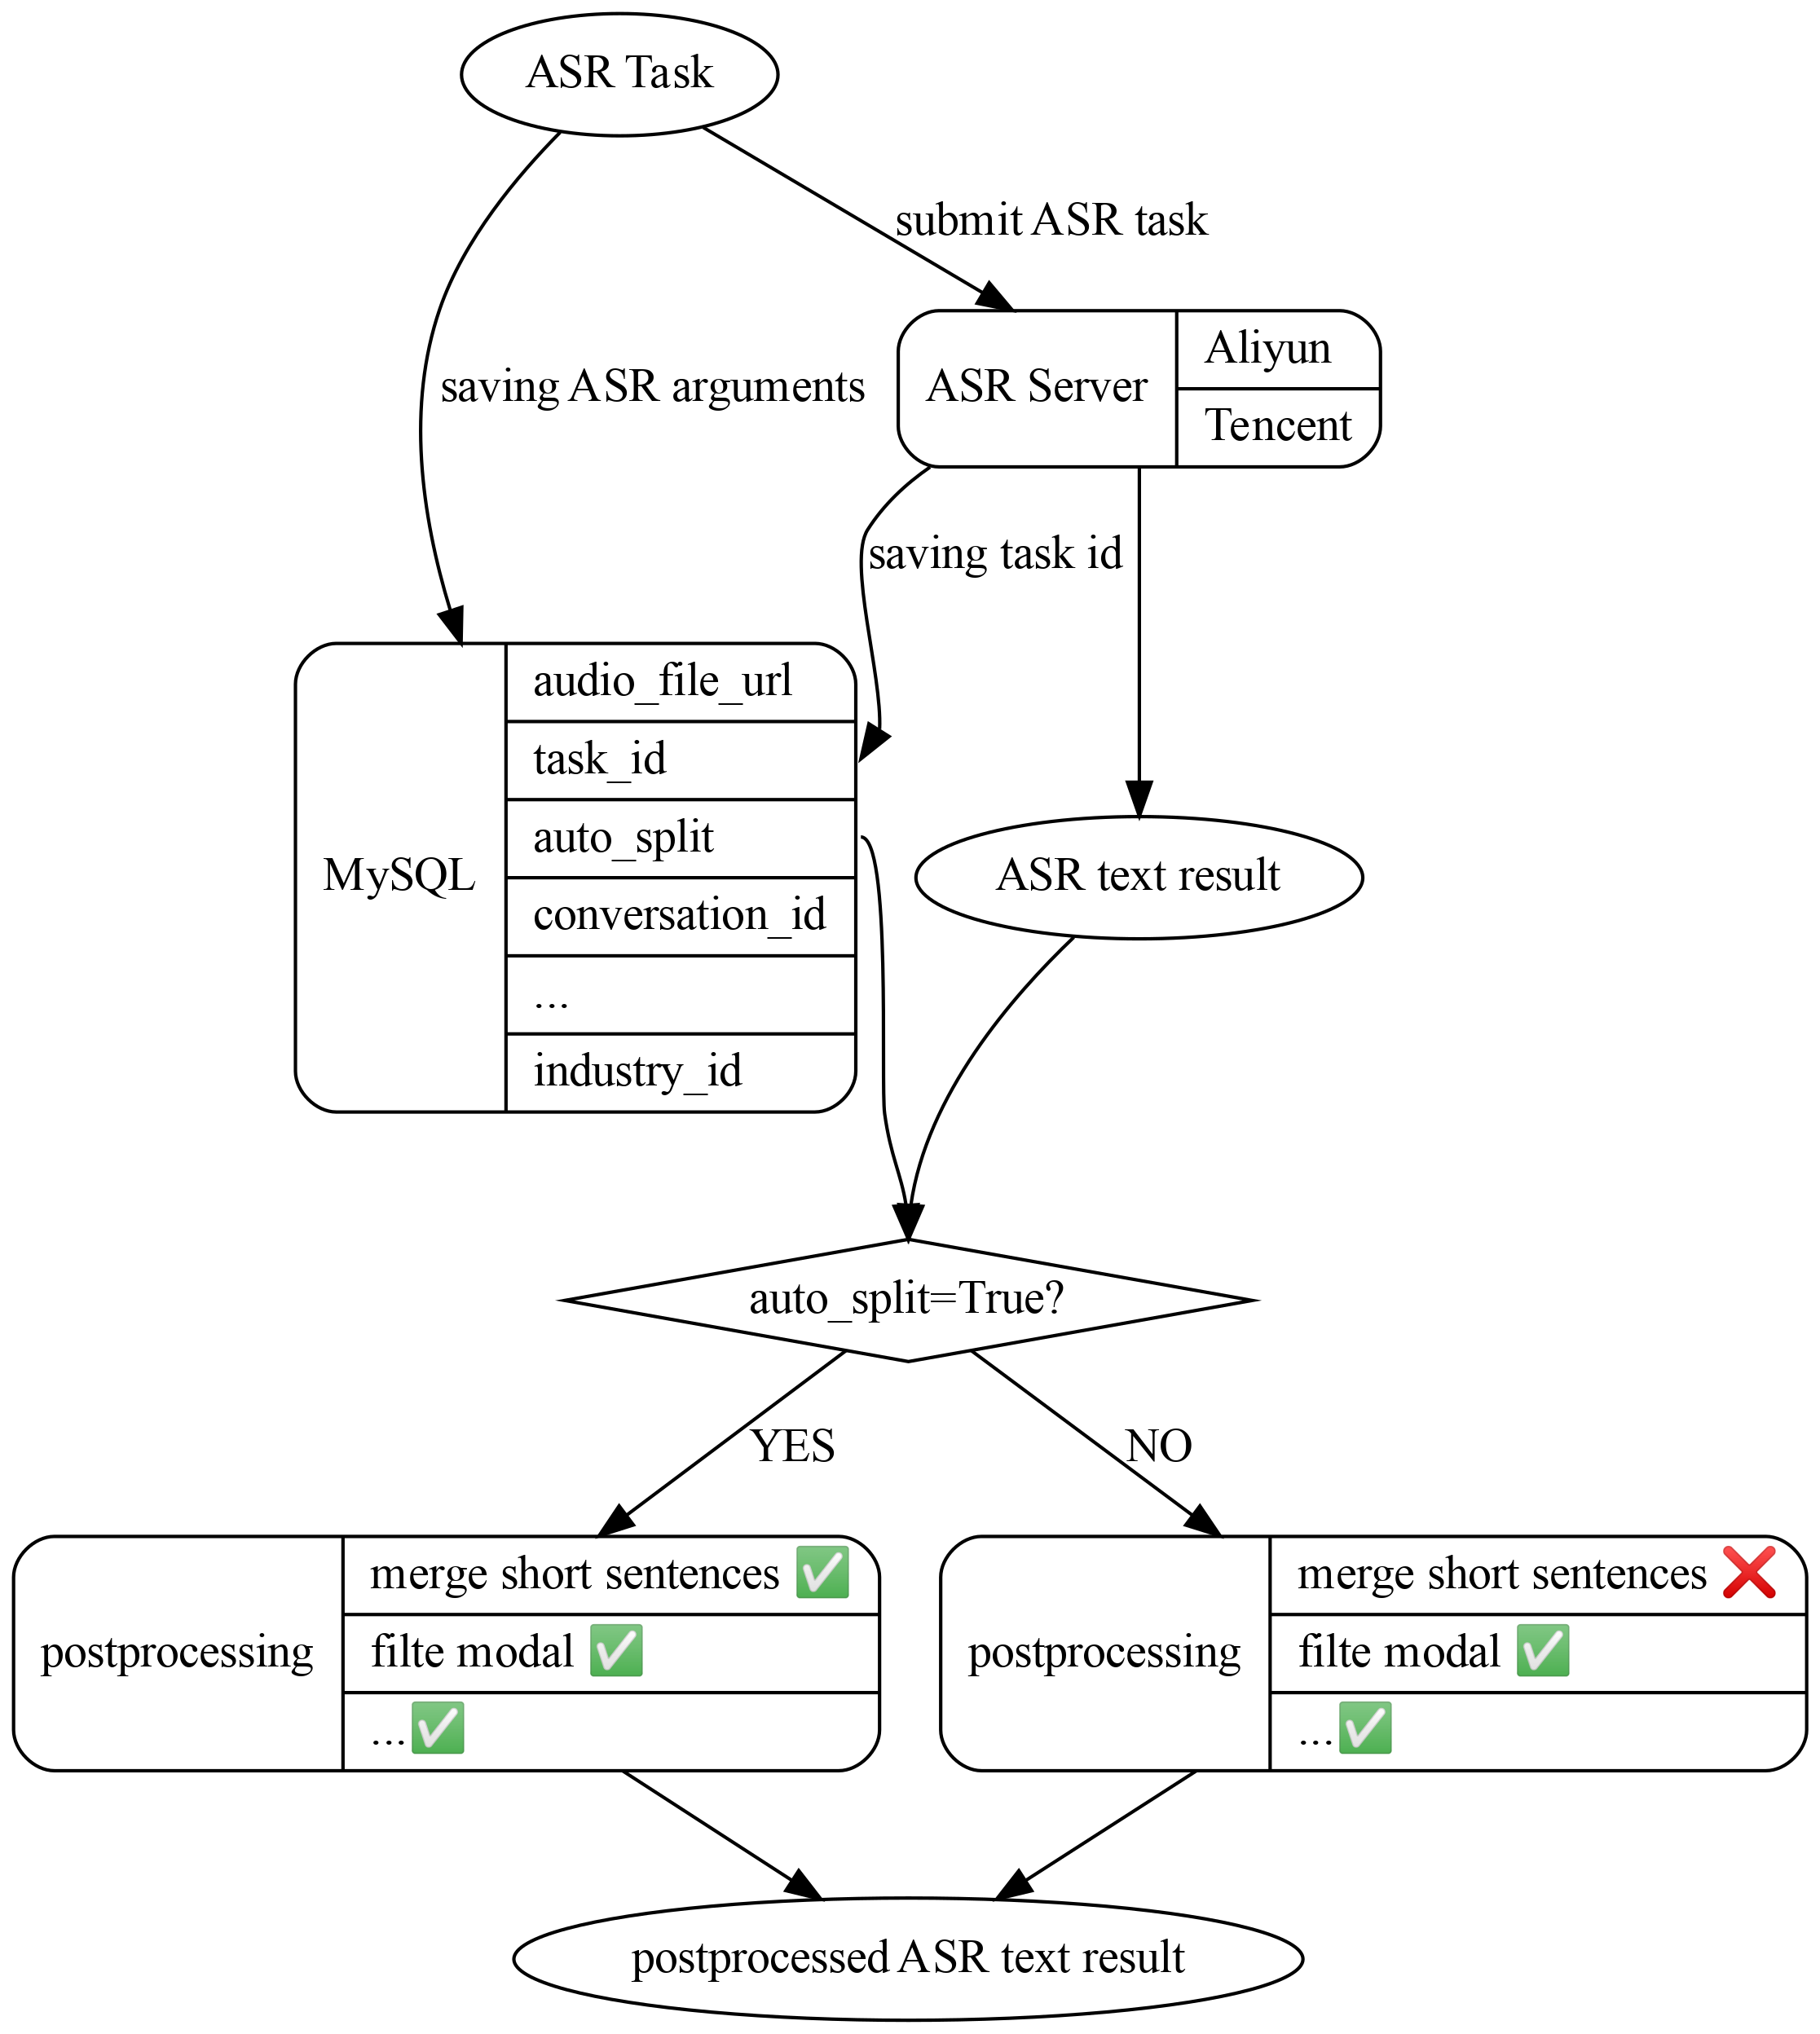 ASR Task
submit ASR task
saving ASR arguments
ASR Server
Aliyun
Tencent
saving task id
MySQL
audio_file_url
task_id
auto_split
conversation_id
...
industry_id
ASR text result
auto_split=True?
YES
NO
postprocessing
merge short sentences ✅
filte modal ✅
...✅
postprocessing
merge short sentences ❌
filte modal ✅
...✅
postprocessed ASR text result